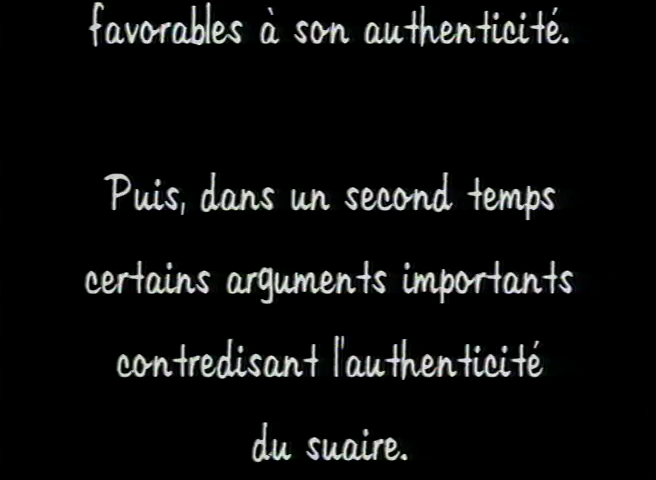 favorables à son authenticité.
Puis, dans un second temps
certains arguments importants
contredisant l'authenticité
du suaire.